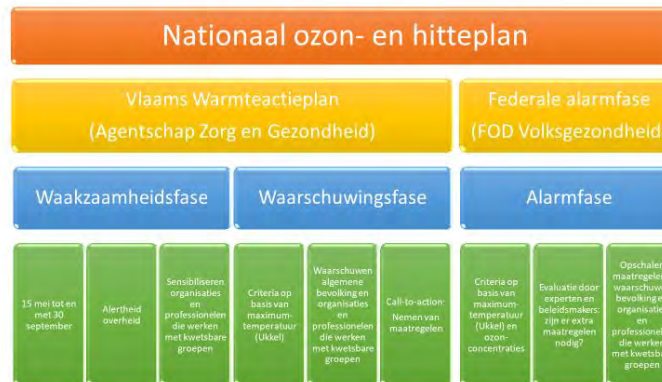 Nationaal ozon- en hitteplan
Vlaams Warmteactieplan
(Agentschap Zorg en Gezondheid)
Federale alarmfase
(FOD Volksgezondheid
Waakzaamheidsfase
Waarschuwingsfase
Alarmfase
15 mei tot en
met 30
september
Alertheid
overheid
Sensibiliseren
organisaties en
professionelen
die werken met
kwetsbare
groepen
Criteria op
basis van
maximum-
temperatuur
(Ukkel)
Waarschuwen
algemene
bevolking en
organisaties en
professionelen
die werken
met kwetsbare
groepen
Call-to-action:
Nemen van
maatregelen
Criteria op
basis van
maximum-
temperatuur
(Ukkel) en
ozon-
concentraties
Evaluatie door
experten en
beleidsmakers:
zijn er extra
maatregelen
nodig?
Opschalen
maatregelen
waarschuwe
bevolking en
organisatie
en
professionele
die werken
met kwetsbare
groepen